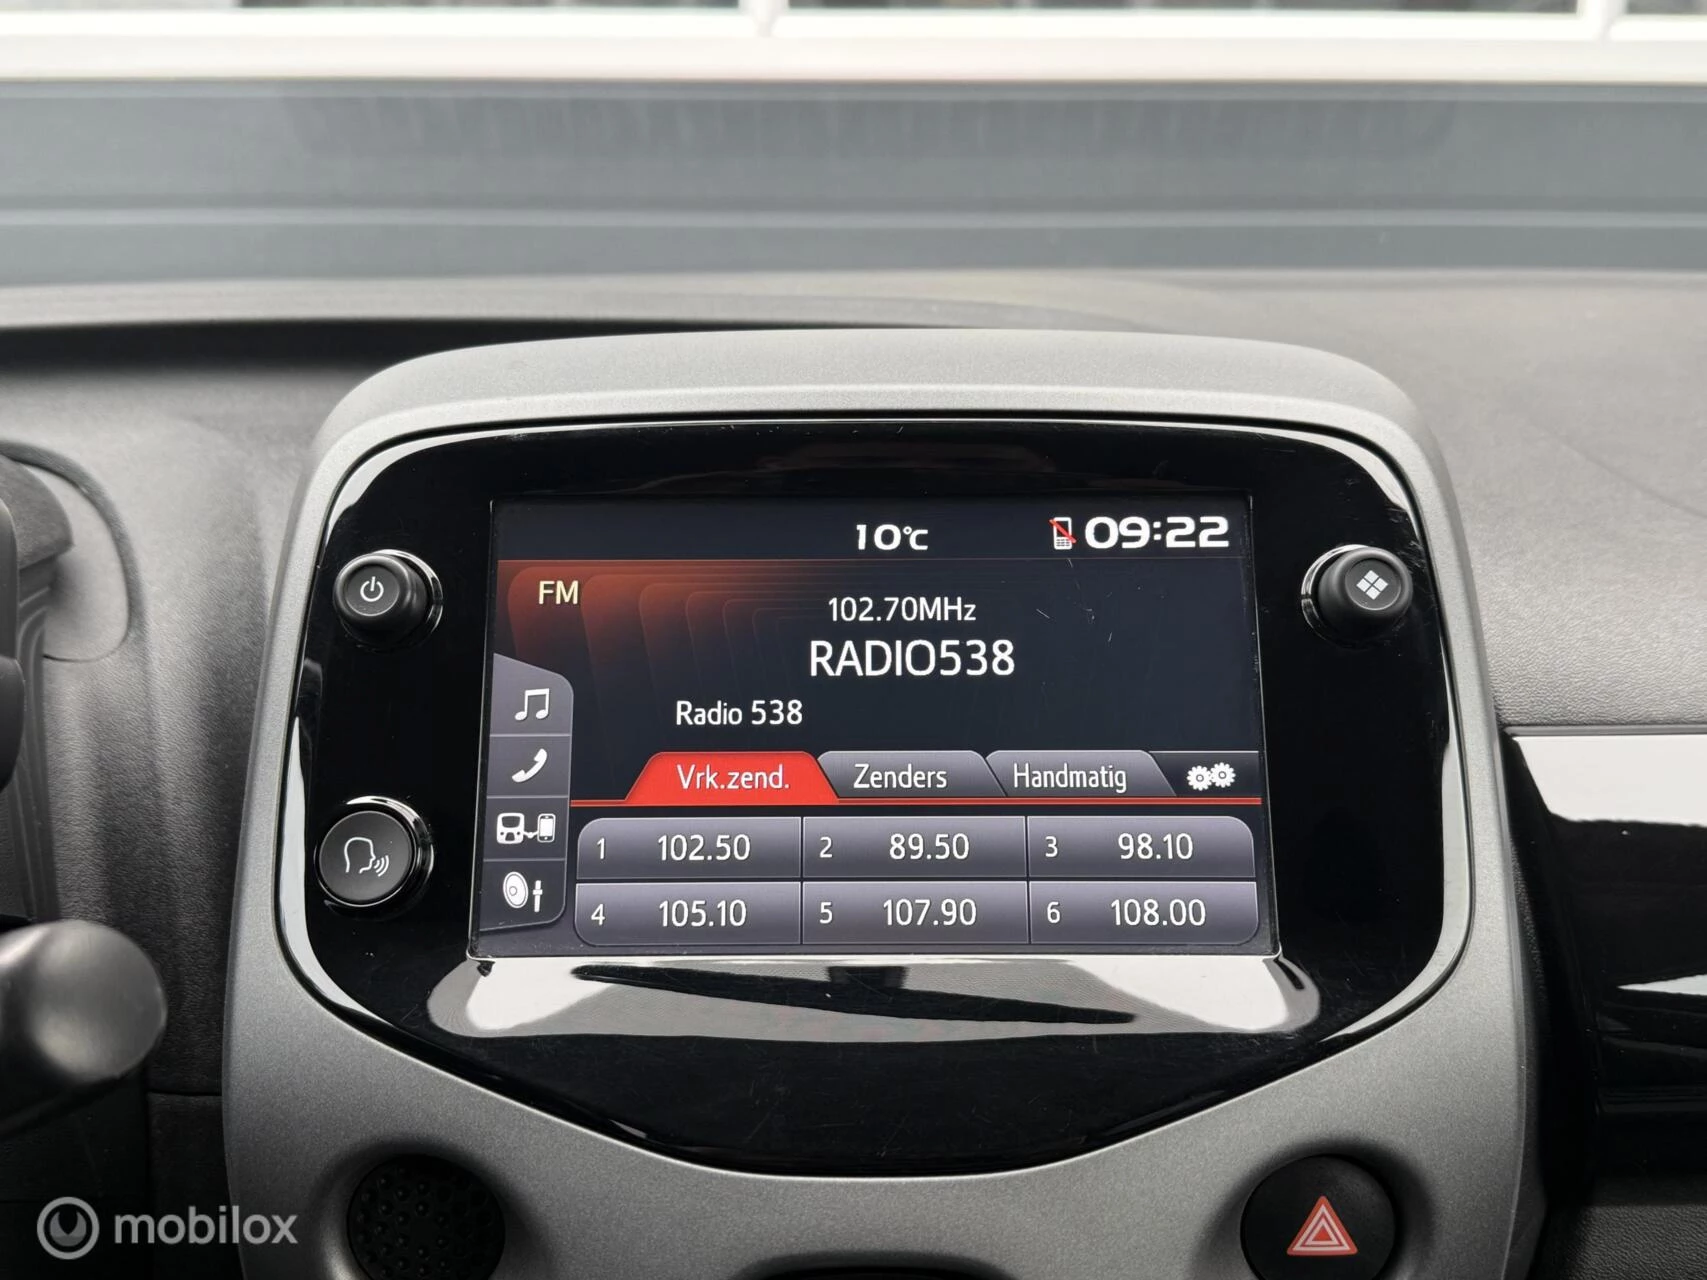 10°C 09:22
FM
102.70MHz
RADIO538
Radio 538
Vrk.zend. Zenders Handmatig
1 102.50 2 89.50 3 98.10
4 105.10 5 107.90 6 108.00
mobilox